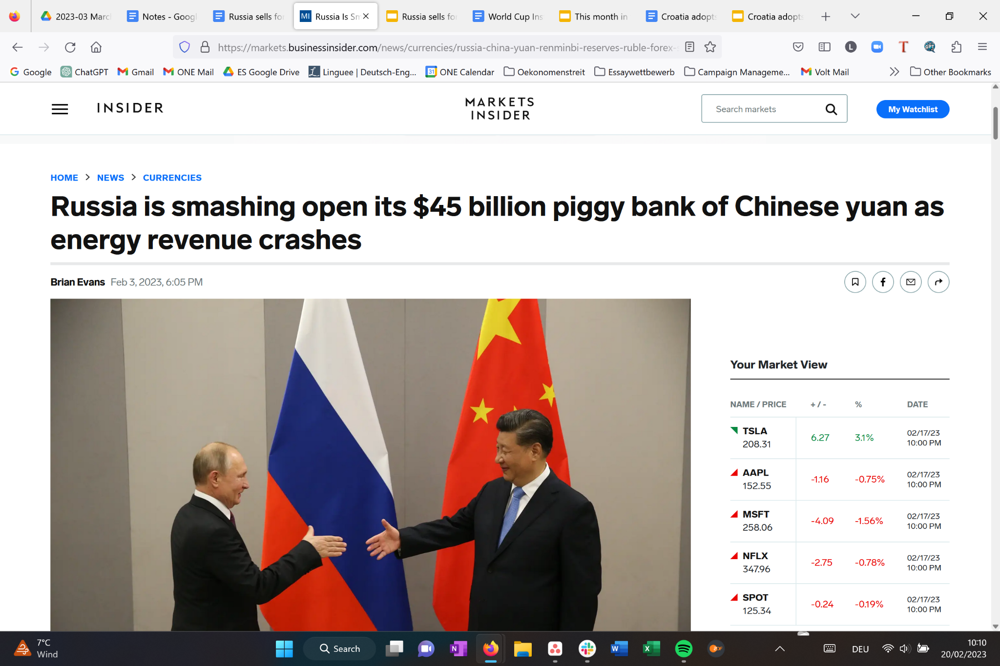 2023-03 Marc
Notes - Googl
Russia sells fo
MI
Russia Is Sm
Russia sells fo
World Cup Ins
This month in
Croatia adopt
Croatia adopt
https://markets.businessinsider.com/news/currencies/russia-china-yuan-renminbi-reserves-ruble-forex-s
L
T
GPT
Google
ChatGPT
Gmail
ONE Mail
ES Google Drive
Linguee | Deutsch-Eng...
31
ONE Calendar
Oekonomenstreit
Essaywettbewerb
Campaign Manageme...
Volt Mail
Other Bookmarks
INSIDER
MARKETS
INSIDER
Search markets
My Watchlist
HOME > NEWS > CURRENCIES
Russia is smashing open its $45 billion piggy bank of Chinese yuan as
energy revenue crashes
Brian Evans Feb 3, 2023, 6:05 PM
Your Market View
NAME / PRICE + / - % DATE
TSLA
208.31
6.27
3.1%
02/17/23
10:00 PM
AAPL
152.55
-1.16
-0.75%
02/17/23
10:00 PM
MSFT
258.06
-4.09
-1.56%
02/17/23
10:00 PM
NFLX
347.96
-2.75
-0.78%
02/17/23
10:00 PM
SPOT
125.34
-0.24
-0.19%
02/17/23
10:00 PM
7°C
Wind
Search
N
W
X
ZDF
DEU
10:10
20/02/2023